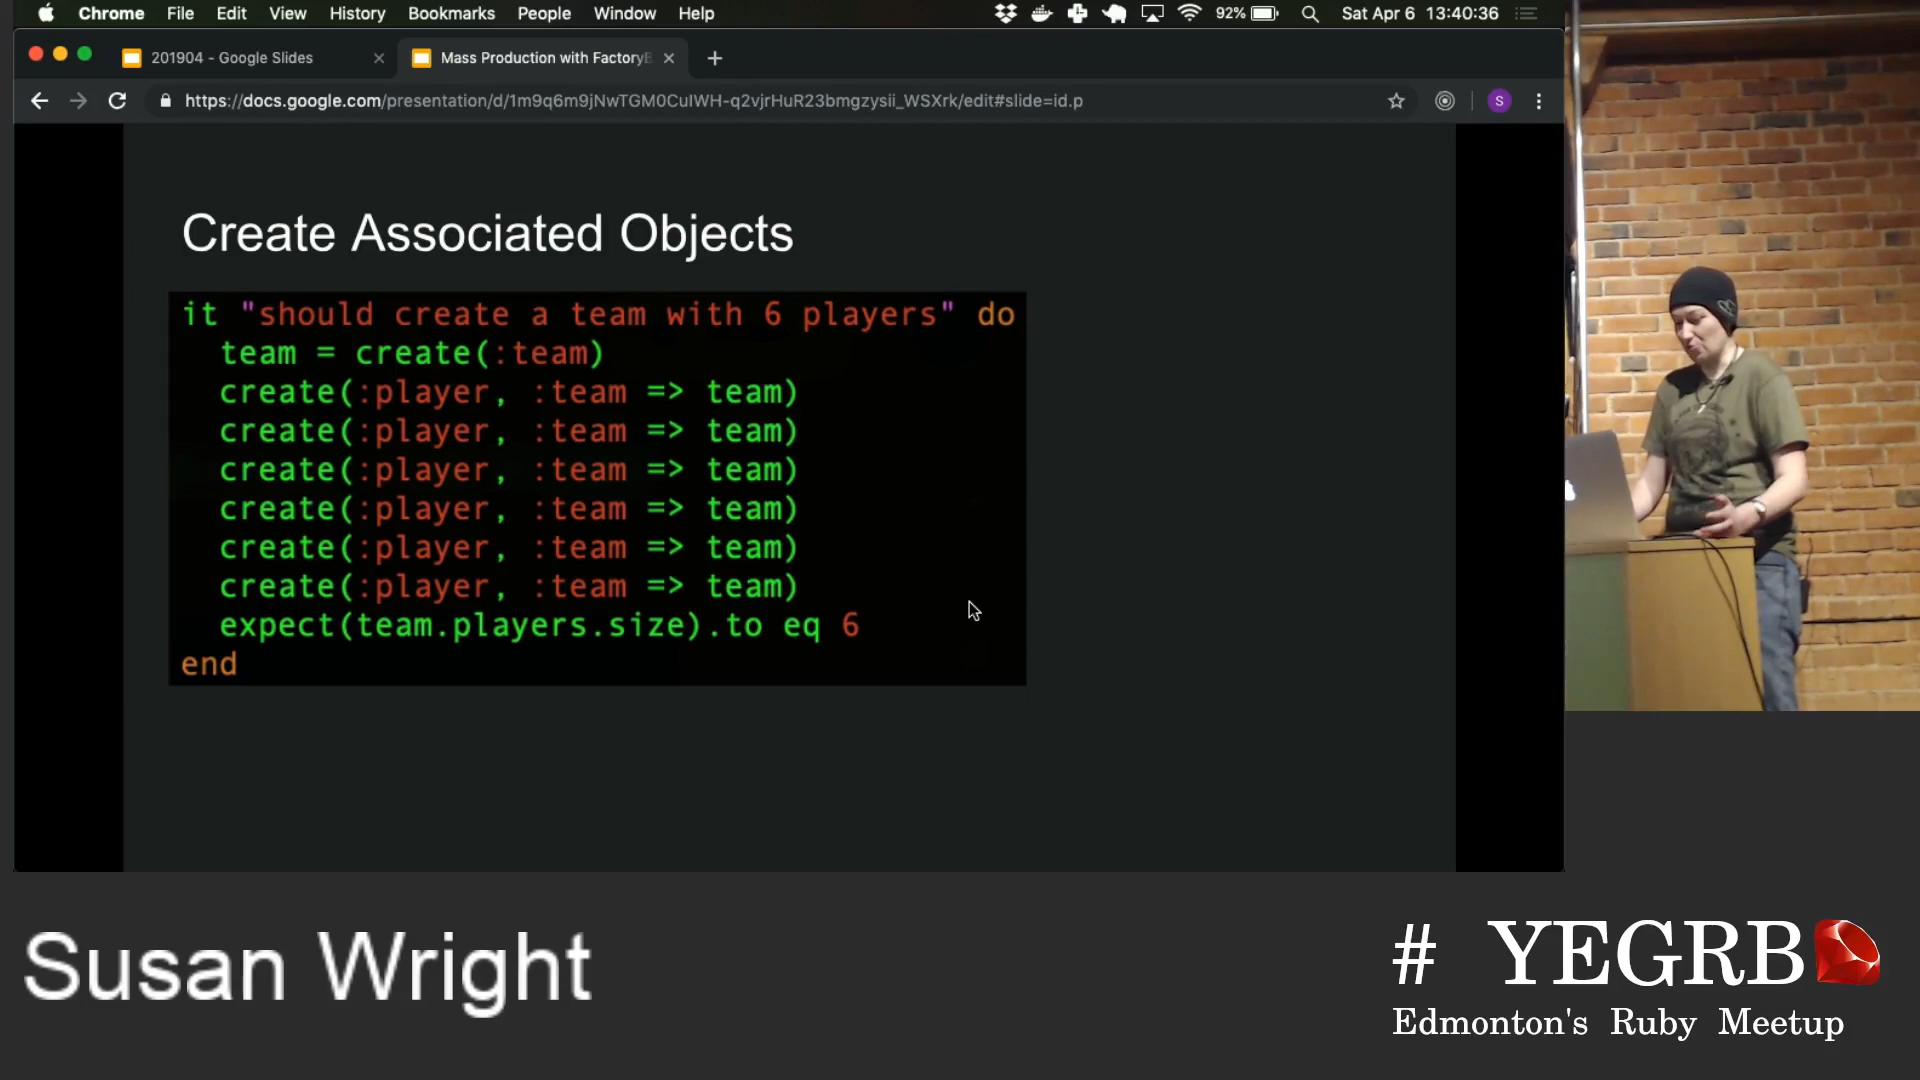 Chrome File Edit View History Bookmarks People Window Help 92% Sat Apr 6 13:40:36
201904 - Google Slides Mass Production with FactoryB
https://docs.google.com/presentation/d/1m9q6m9jNwTGM0CuIWH-q2vjrHuR23bmgzysii_WSXrk/edit#slide=id.p S
Create Associated Objects
it "should create a team with 6 players" do
team = create(:team)
create(:player, :team => team)
create(:player, :team => team)
create(:player, :team => team)
create(:player, :team => team)
create(:player, :team => team)
create(:player, :team => team)
expect(team.players.size).to eq 6
end
Susan Wright
# YEGRB
Edmonton's Ruby Meetup